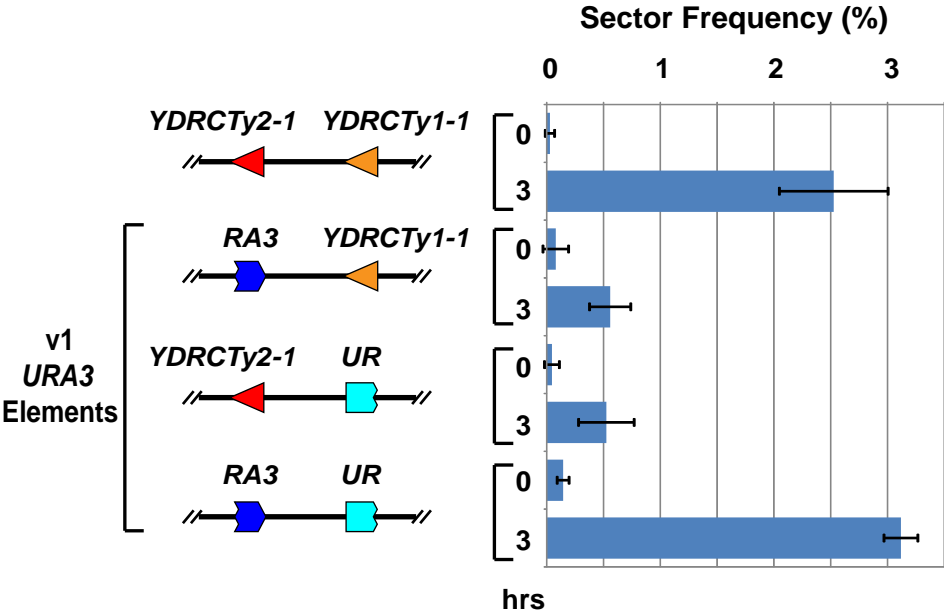 Sector Frequency (%)
0 1 2 3
YDRCTy2-1 YDRCTy1-1
0
3
RA3 YDRCTy1-1
0
3
v1
URA3
Elements
YDRCTy2-1 UR
0
3
RA3 UR
0
3
hrs